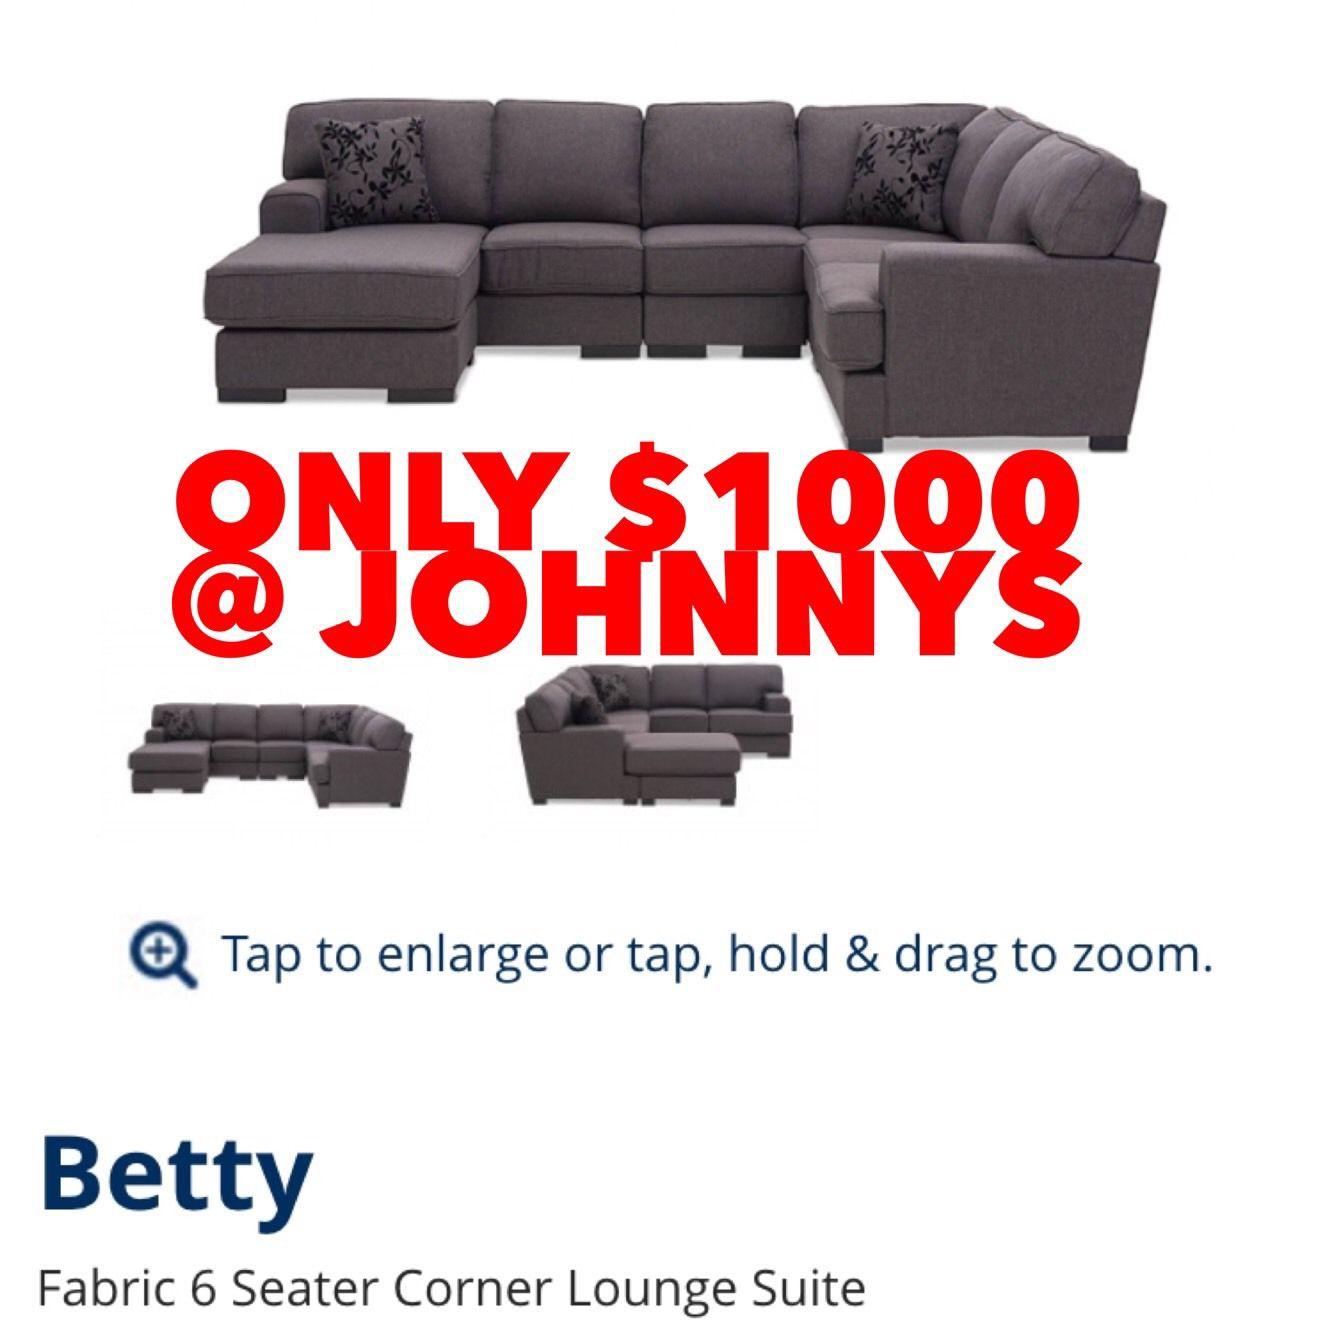 ONLY $1000
@ JOHNNYS
Tap to enlarge or tap, hold & drag to zoom.
Betty
Fabric 6 Seater Corner Lounge Suite